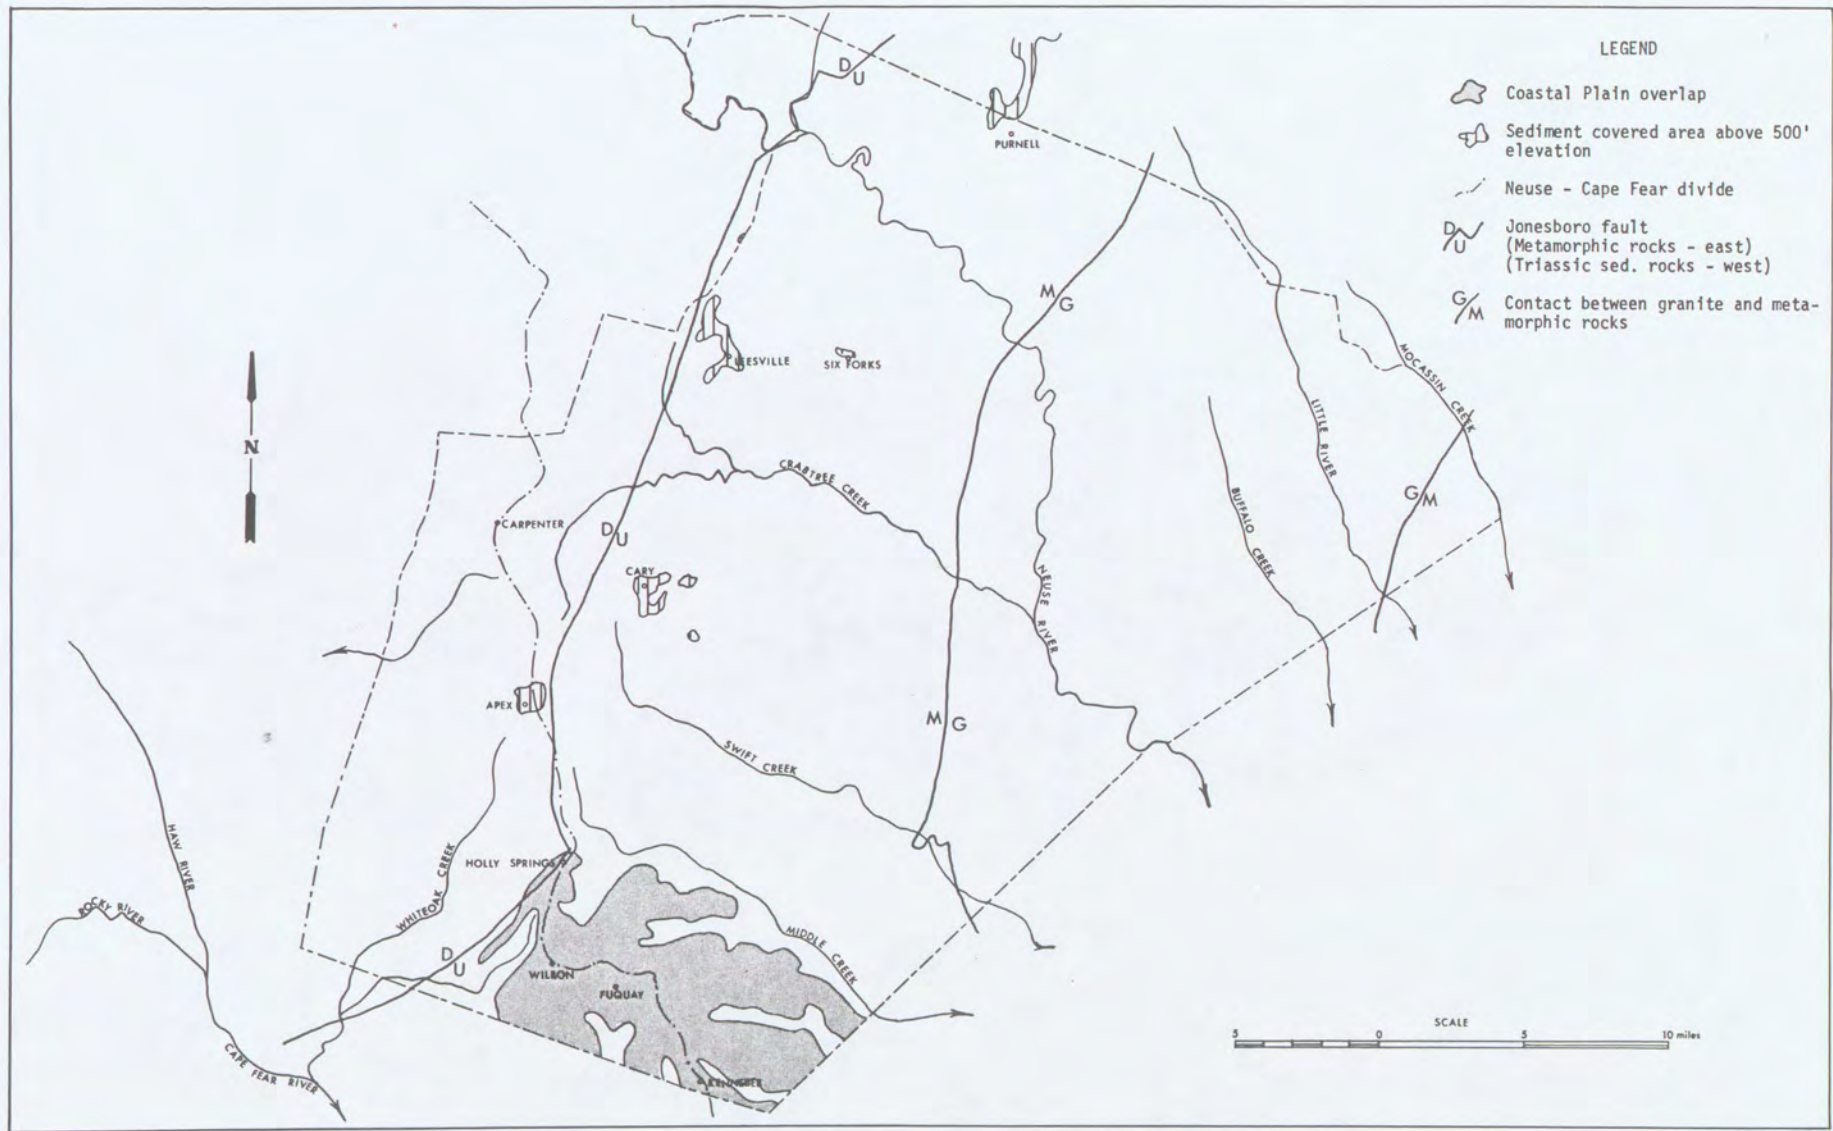 LEGEND
Coastal Plain overlap
Sediment covered area above 500'
elevation
Neuse - Cape Fear divide
D
U
Jonesboro fault
(Metamorphic rocks - east)
(Triassic sed. rocks - west)
G
M
Contact between granite and meta-
morphic rocks
D
U
PURNELL
M
G
LEESVILLE
SIX FORKS
MOCASSIN CREEK
LITTLE RIVER
CRABTREE CREEK
BUFFALO CREEK
G M
N
CARPENTER
D
U
CARY
NEUSE RIVER
APEX
M G
SWIFT CREEK
HAW RIVER
HOLLY SPRINGS
WHITEOAK CREEK
ROCKY RIVER
MIDDLE CREEK
D
U
WILBON
FUQUAY
CAPE FEAR RIVER
KENNEBEC
SCALE
5 0 5 10 miles